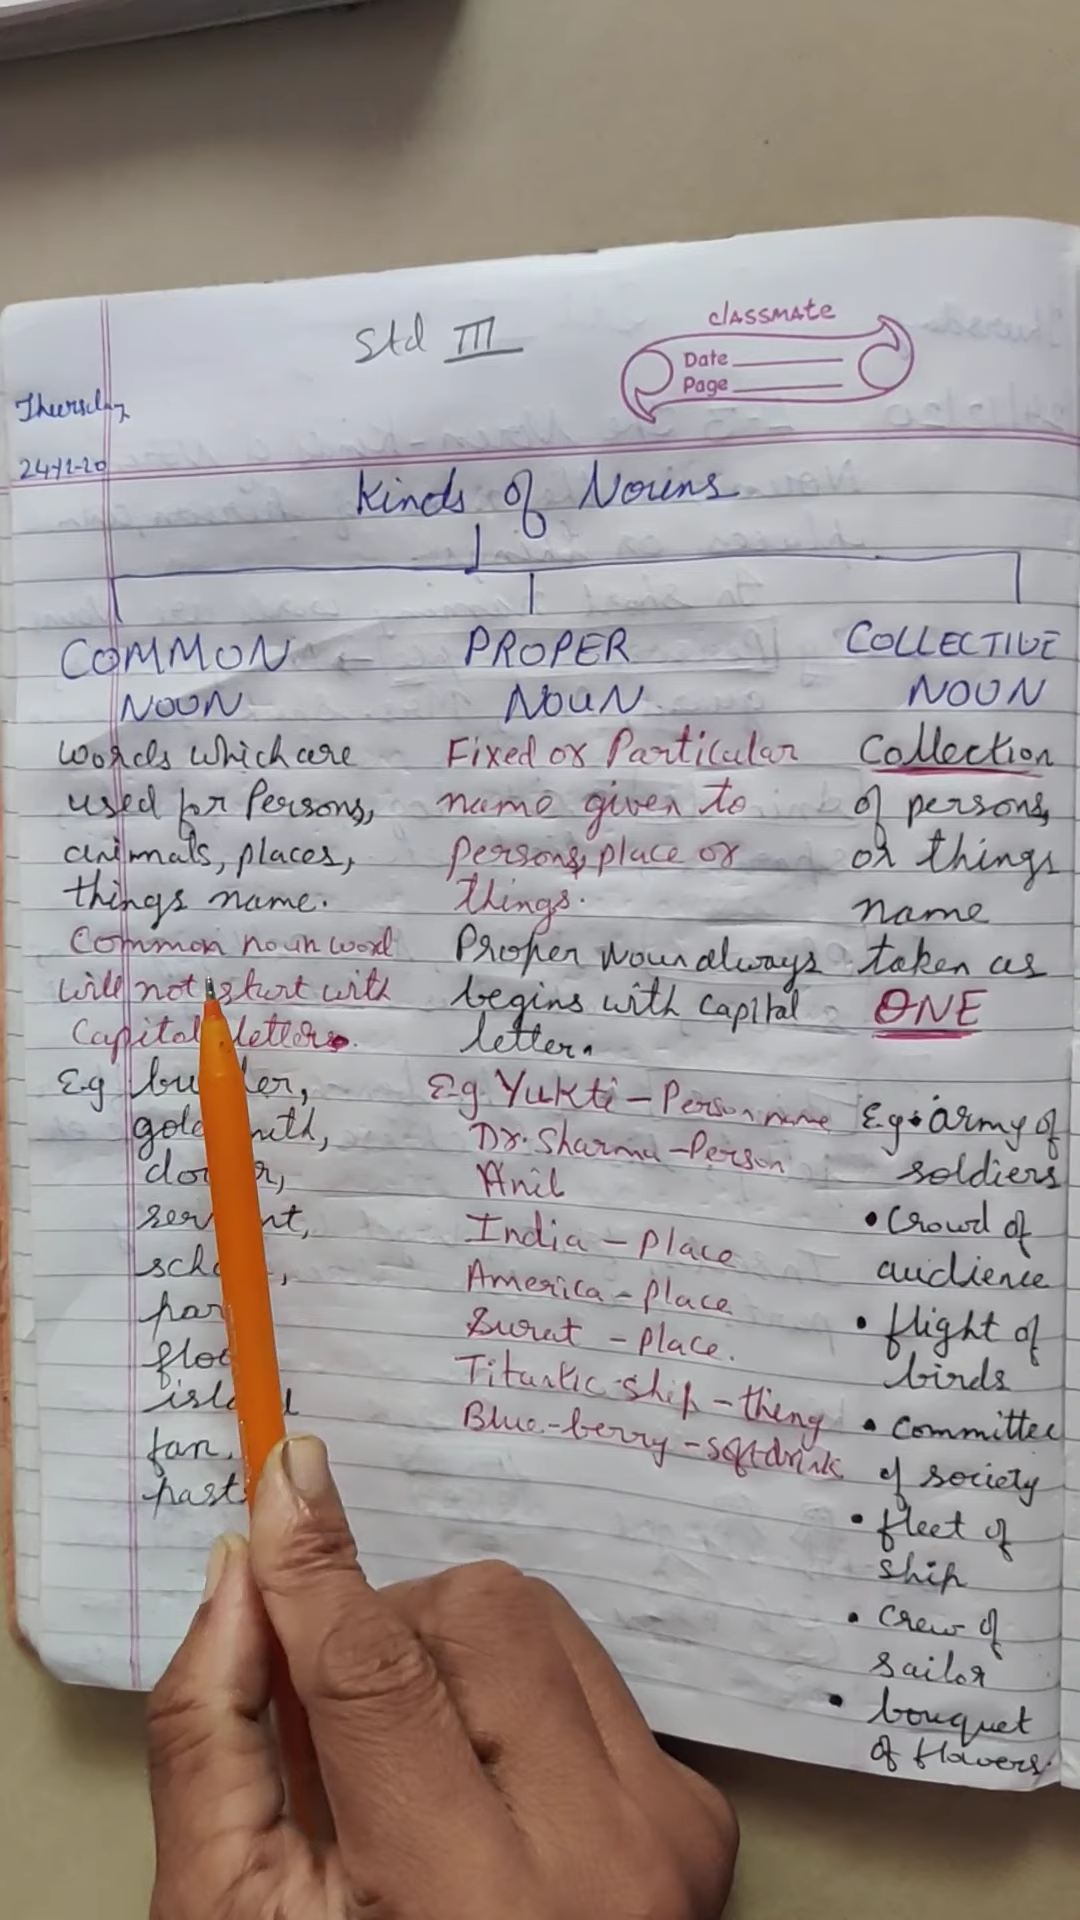 Std III
classmate
Date
Page
Thursday
24-12-20
Kinds of Nouns
COMMON
NOUN
words which are
used for Persons,
animals, places,
things name.
Common noun word
will not start with
Capital letters.
E.g
PROPER
NOUN
Fixed or Particular
name given to
persons, place or
things.
Proper Noun always
begins with capital
letter.
E.g. Yukti - Person name
Dr. Sharma - Person
Anil
India - Place
America - Place
Surat - Place.
Titantic ship - thing
Blue-berry - soft drink
COLLECTIVE
NOUN
Collection
of persons,
or things
name
taken as
ONE
E.g • army of
soldiers
• Crowd of
audience
• flight of
birds
• Committee
of society
• fleet of
ship
• Crew of
sailor
• bouquet
of flowers.
fan,